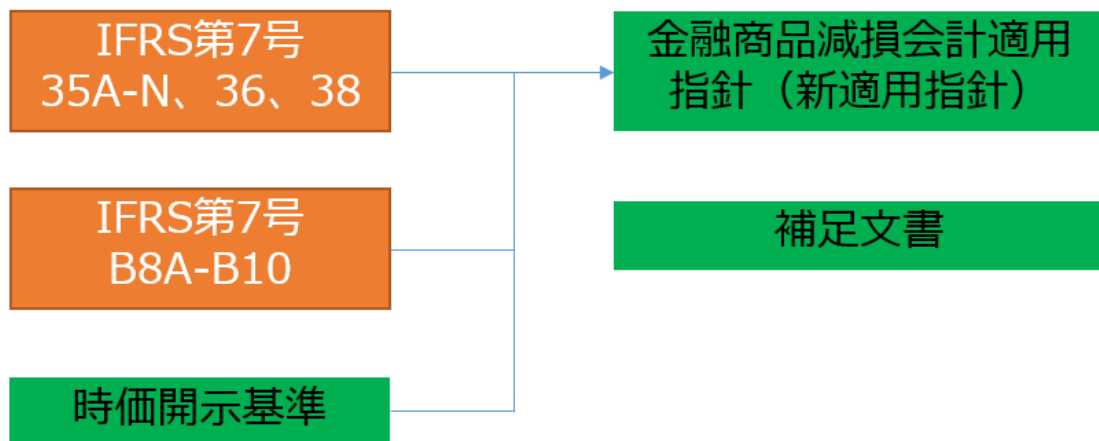 IFRS第7号
35A-N、36、38
金融商品減損会計適用
指針（新適用指針）
IFRS第7号
B8A-B10
補足文書
時価開示基準